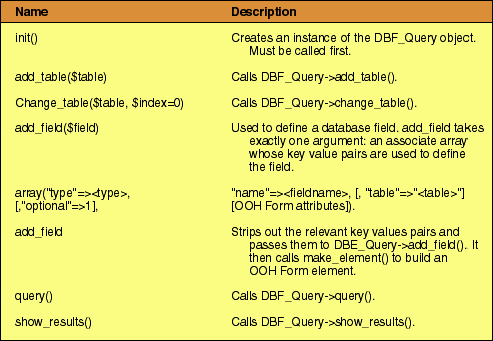 Name Description
init() Creates an instance of the DBF_Query object.
Must be called first.
add_table($table) Calls DBF_Query->add_table().
Change_table($table, $index=0) Calls DBF_Query->change_table().
add_field($field) Used to define a database field. add_field takes
exactly one argument: an associate array
whose key value pairs are used to define
the field.
array("type"=><type>, "name"=><fieldname>, [, "table"=>"<table>"]
[,"optional"=>1], [OOH Form attributes]).
add_field Strips out the relevant key values pairs and
passes them to DBE_Query->add_field(). It
then calls make_element() to build an
OOH Form element.
query() Calls DBF_Query->query().
show_results() Calls DBF_Query->show_results().